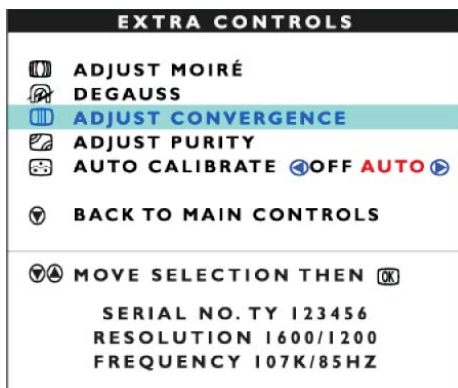 EXTRA CONTROLS
ADJUST MOIRÉ
DEGAUSS
ADJUST CONVERGENCE
ADJUST PURITY
AUTO CALIBRATE OFF AUTO
BACK TO MAIN CONTROLS
MOVE SELECTION THEN OK
SERIAL NO. TY 123456
RESOLUTION 1600/1200
FREQUENCY 107K/85HZ